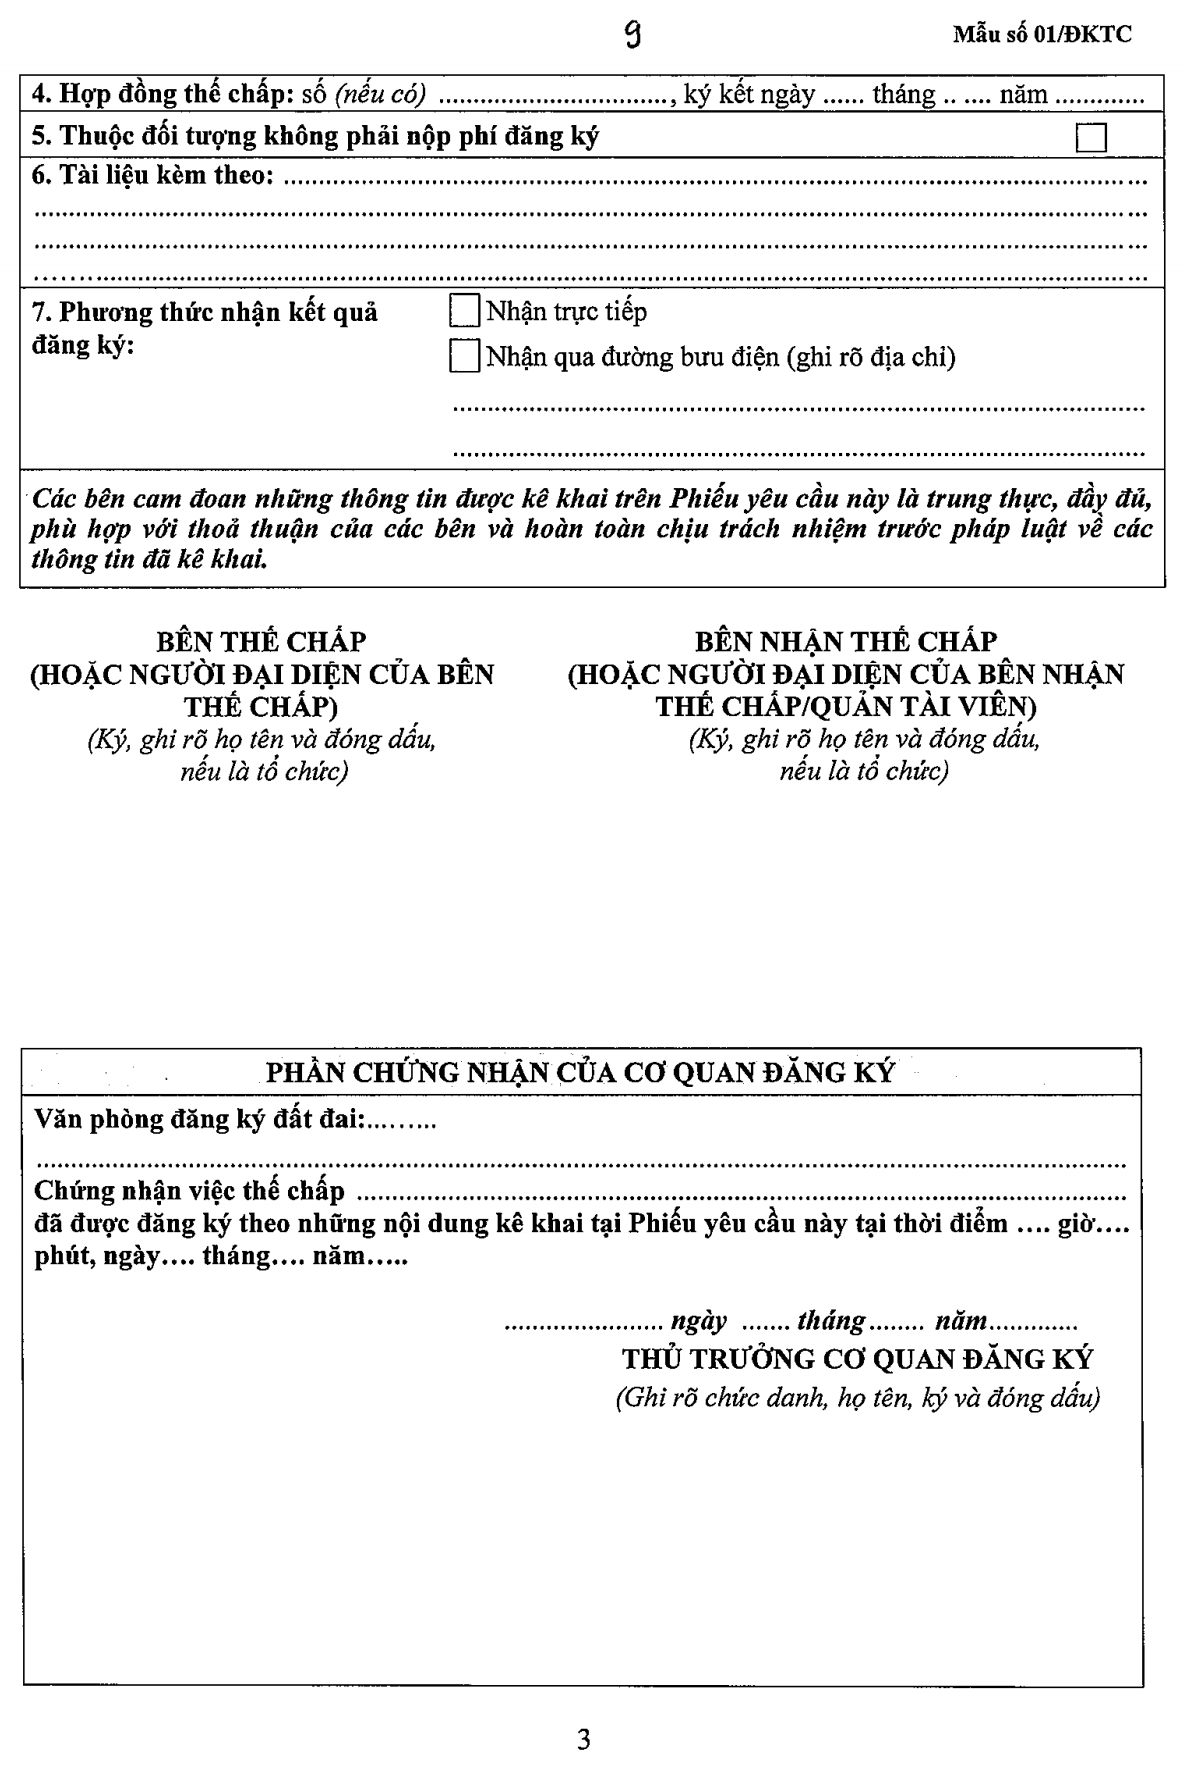 9
Mẫu số 01/ĐKTC
4. Hợp đồng thế chấp: số (nếu có) ................................., ký kết ngày ...... tháng .. ..... năm .............
5. Thuộc đối tượng không phải nộp phí đăng ký
6. Tài liệu kèm theo: ..............................................................................................................
..............................................................................................................................
..............................................................................................................................
..............................................................................................................................
7. Phương thức nhận kết quả
đăng ký:
Nhận trực tiếp
Nhận qua đường bưu điện (ghi rõ địa chỉ)
....................................................................................................
....................................................................................................
Các bên cam đoan những thông tin được kê khai trên Phiếu yêu cầu này là trung thực, đầy đủ,
phù hợp với thoả thuận của các bên và hoàn toàn chịu trách nhiệm trước pháp luật về các
thông tin đã kê khai.
BÊN THẾ CHẤP
(HOẶC NGƯỜI ĐẠI DIỆN CỦA BÊN
THẾ CHẤP)
(Ký, ghi rõ họ tên và đóng dấu,
nếu là tổ chức)
BÊN NHẬN THẾ CHẤP
(HOẶC NGƯỜI ĐẠI DIỆN CỦA BÊN NHẬN
THẾ CHẤP/QUẢN TÀI VIÊN)
(Ký, ghi rõ họ tên và đóng dấu,
nếu là tổ chức)
PHẦN CHỨNG NHẬN CỦA CƠ QUAN ĐĂNG KÝ
Văn phòng đăng ký đất đai:.........
..............................................................................................................................
Chứng nhận việc thế chấp ..............................................................................................
đã được đăng ký theo những nội dung kê khai tại Phiếu yêu cầu này tại thời điểm .... giờ....
phút, ngày.... tháng.... năm.....
....................... ngày ....... tháng........ năm.............
THỦ TRƯỞNG CƠ QUAN ĐĂNG KÝ
(Ghi rõ chức danh, họ tên, ký và đóng dấu)
3